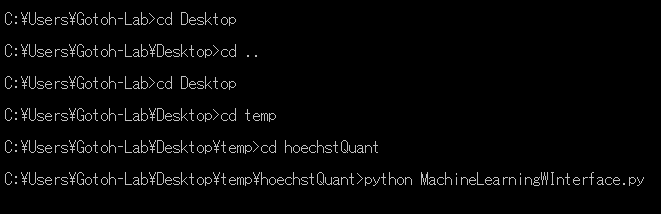 C:¥Users¥Gotoh-Lab>cd Desktop
C:¥Users¥Gotoh-Lab¥Desktop>cd ..
C:¥Users¥Gotoh-Lab>cd Desktop
C:¥Users¥Gotoh-Lab¥Desktop>cd temp
C:¥Users¥Gotoh-Lab¥Desktop¥temp>cd hoechstQuant
C:¥Users¥Gotoh-Lab¥Desktop¥temp¥hoechstQuant>python MachineLearningWInterface.py